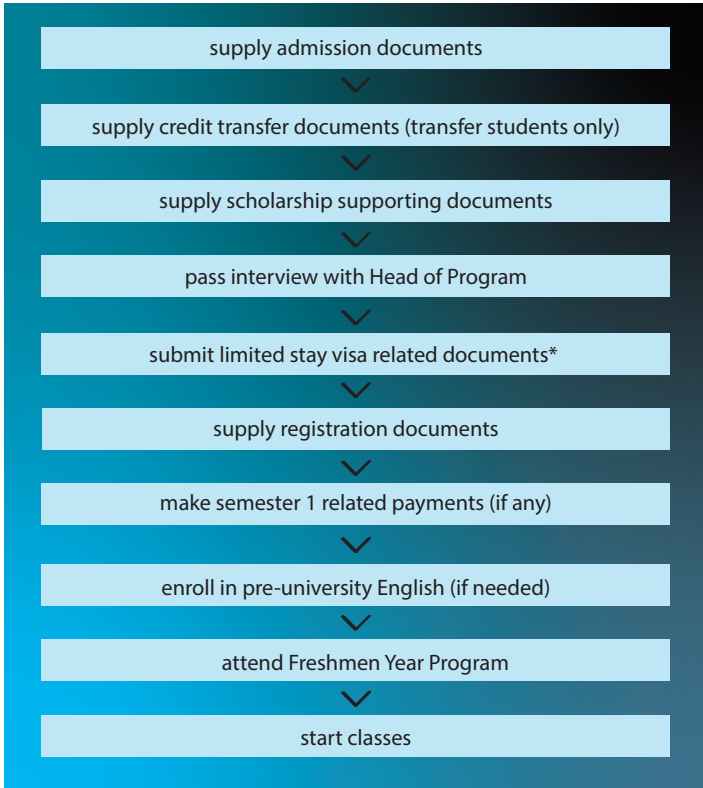 supply admission documents
supply credit transfer documents (transfer students only)
supply scholarship supporting documents
pass interview with Head of Program
submit limited stay visa related documents*
supply registration documents
make semester 1 related payments (if any)
enroll in pre-university English (if needed)
attend Freshmen Year Program
start classes